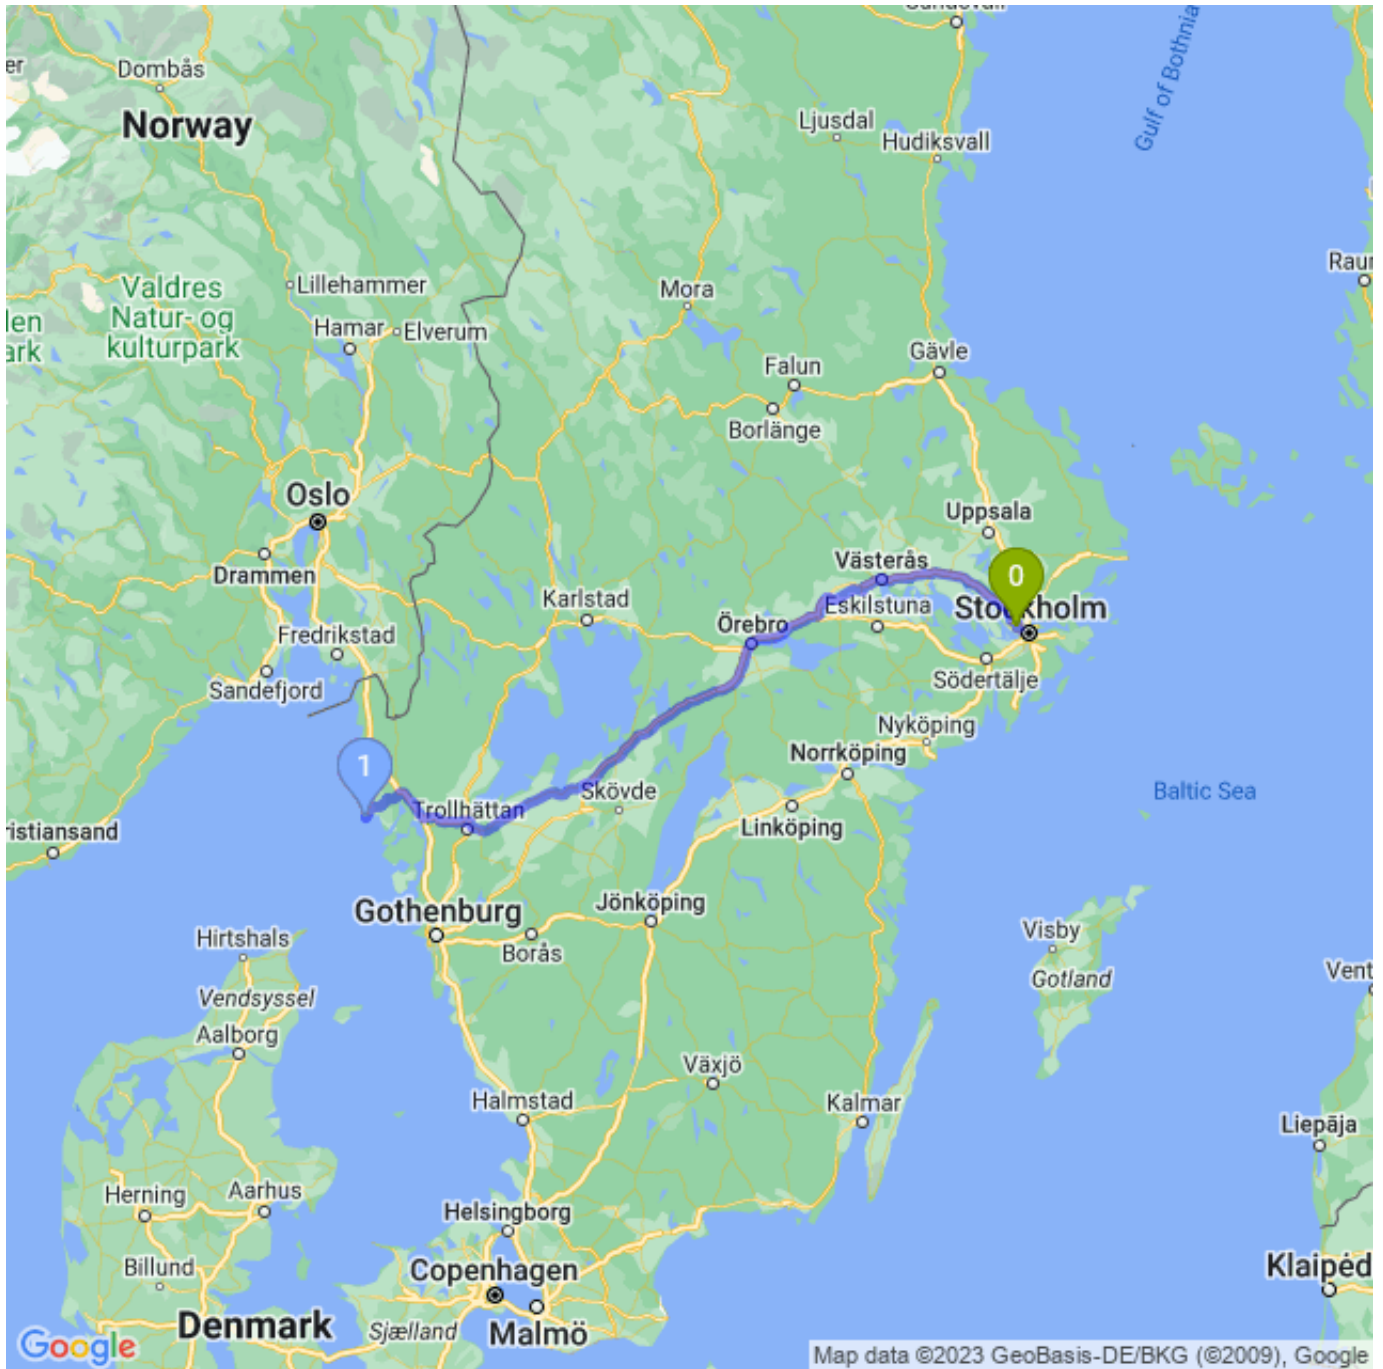 Dombås
Norway
Ljusdal
Hudiksvall
Gulf of Bothnia
Valdres
Natur- og
kulturpark
Lillehammer
Hamar
Elverum
Mora
Falun
Gävle
Borlänge
Oslo
Uppsala
Drammen
Västerås
0
Karlstad
Eskilstuna
Stockholm
Fredrikstad
Örebro
Sandefjord
Södertälje
Nyköping
1
Norrköping
Skövde
Baltic Sea
Trollhättan
Linköping
ristiansand
Jönköping
Gothenburg
Hirtshals
Borås
Visby
Gotland
Vent
Vendsyssel
Aalborg
Växjö
Halmstad
Kalmar
Liepāja
Herning
Aarhus
Helsingborg
Billund
Copenhagen
Klaipėd
Denmark
Sjælland
Malmö
Google
Map data ©2023 GeoBasis-DE/BKG (©2009), Google